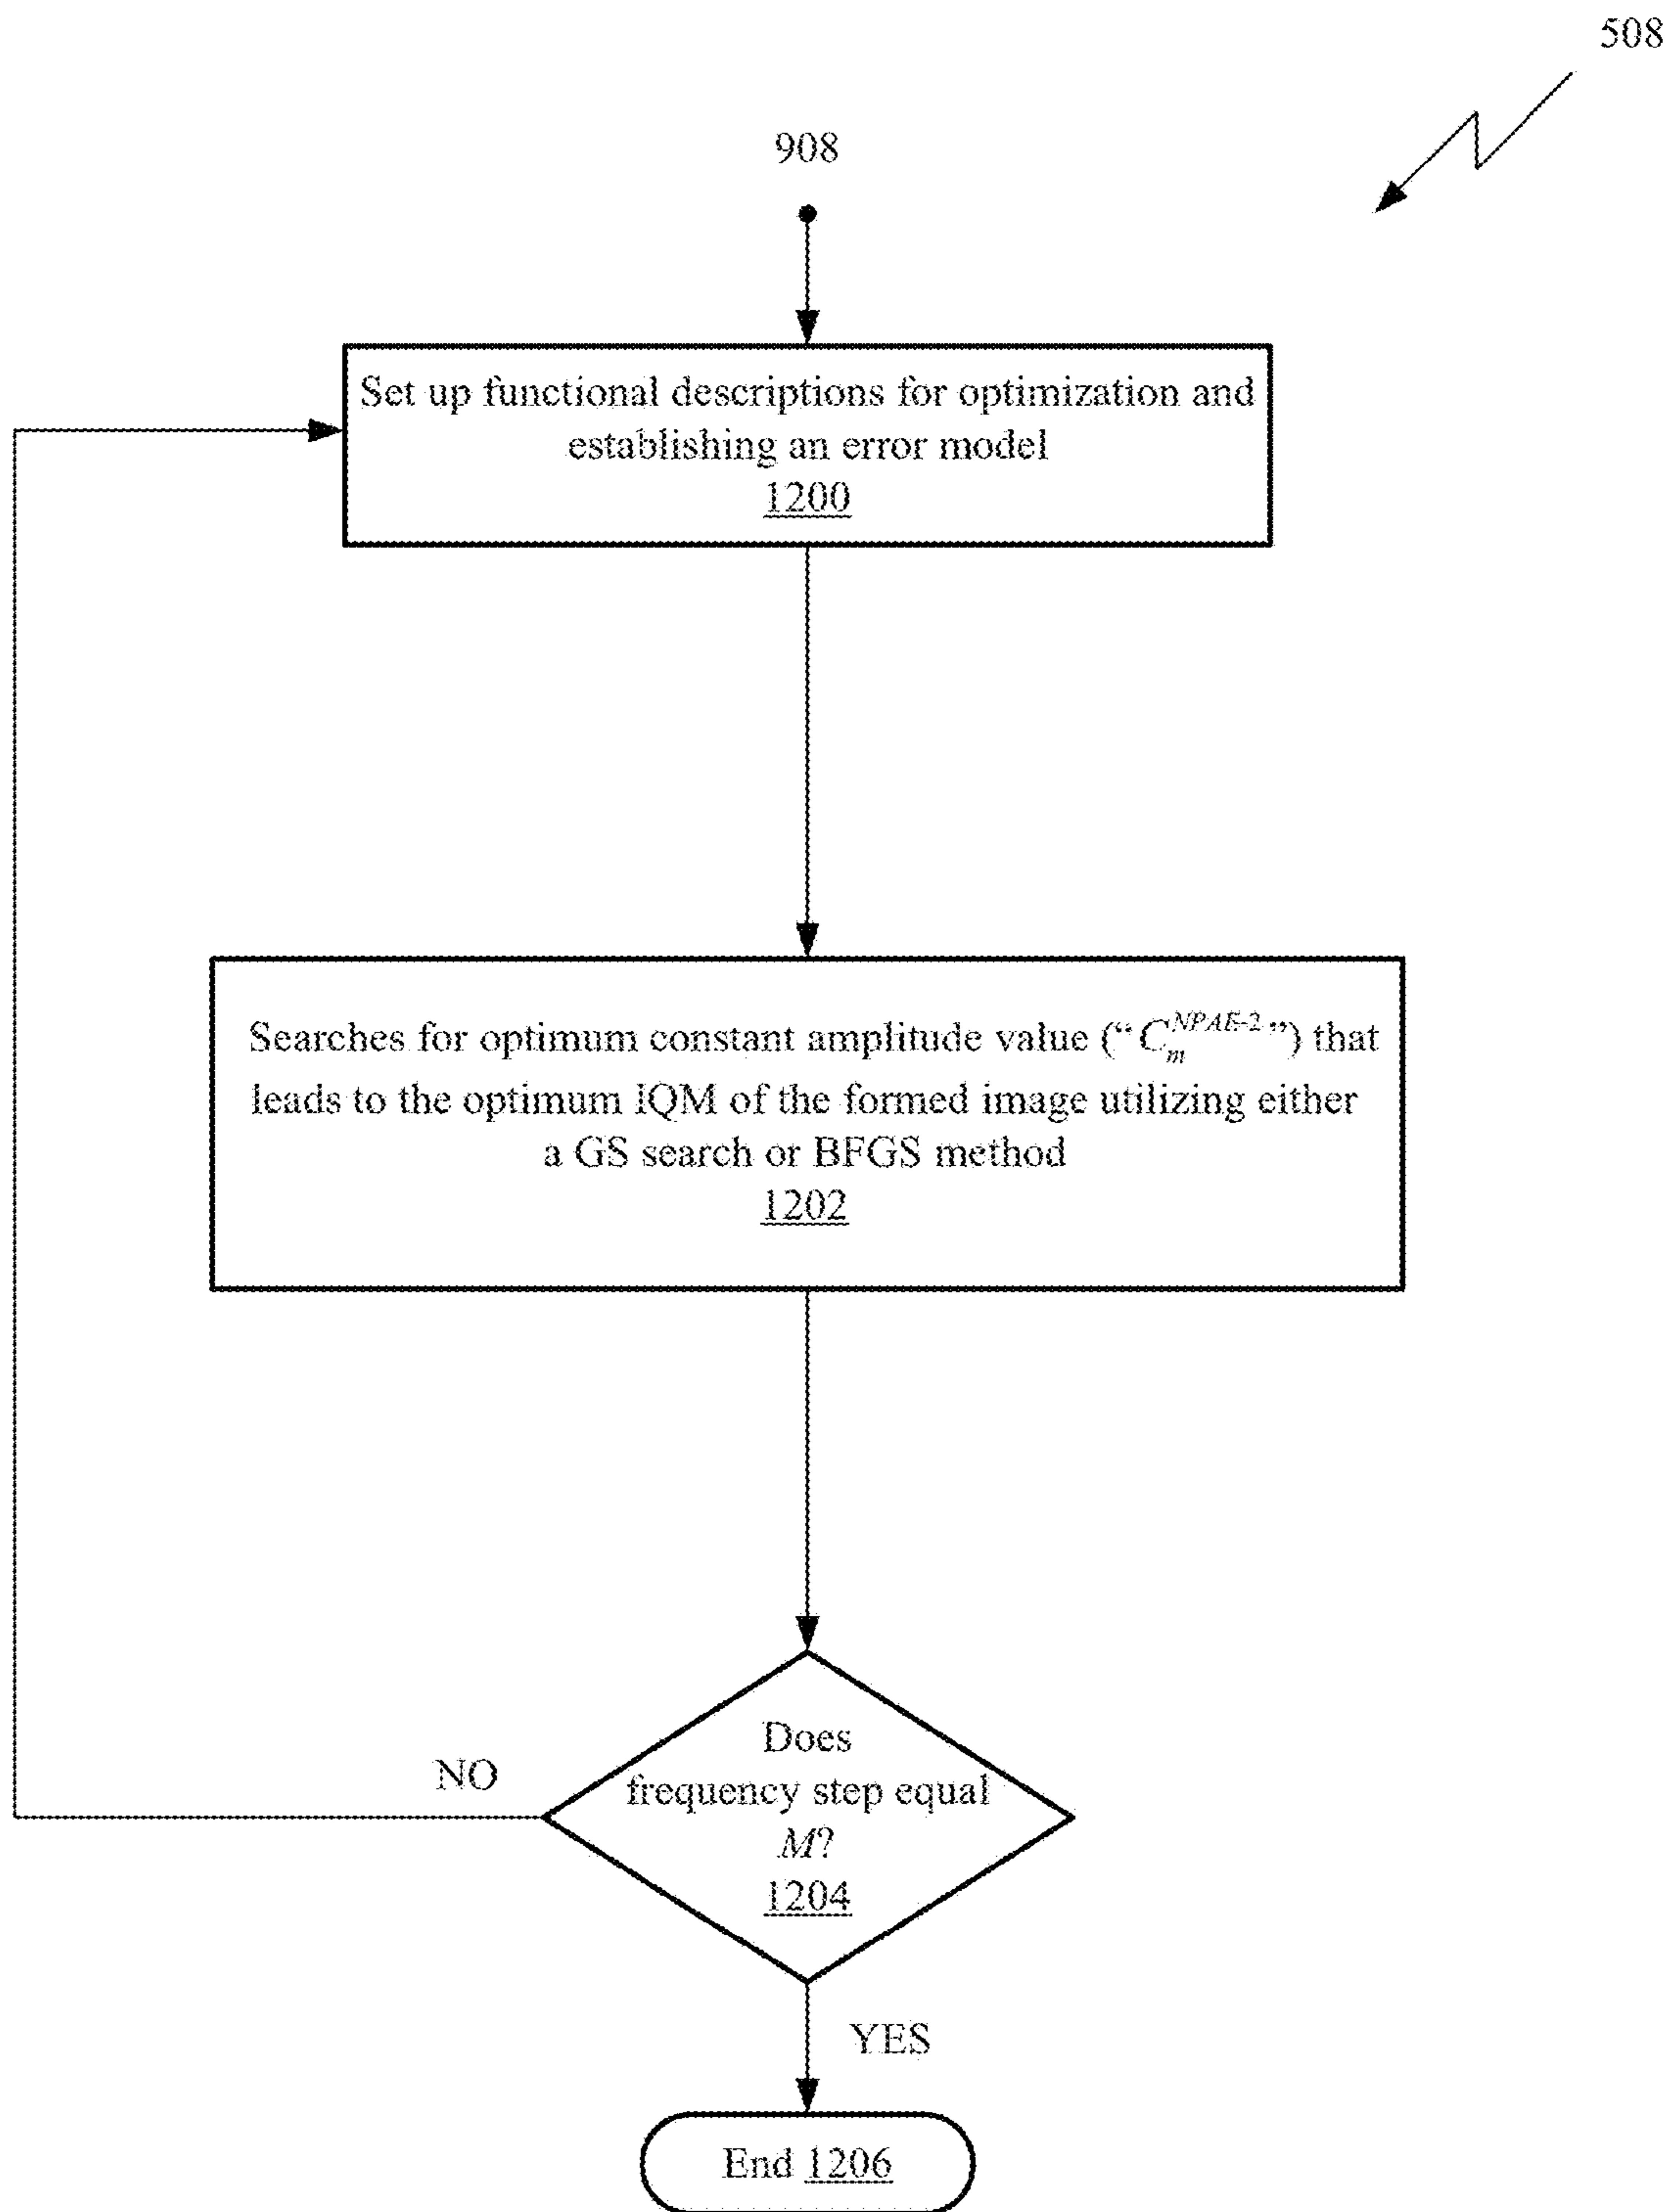 508
908
Set up functional descriptions for optimization and
establishing an error model
1200
Searches for optimum constant amplitude value (“C_m^{NPAE-2}”) that
leads to the optimum IQM of the formed image utilizing either
a GS search or BFGS method
1202
Does
frequency step equal
M?
1204
NO
YES
End 1206